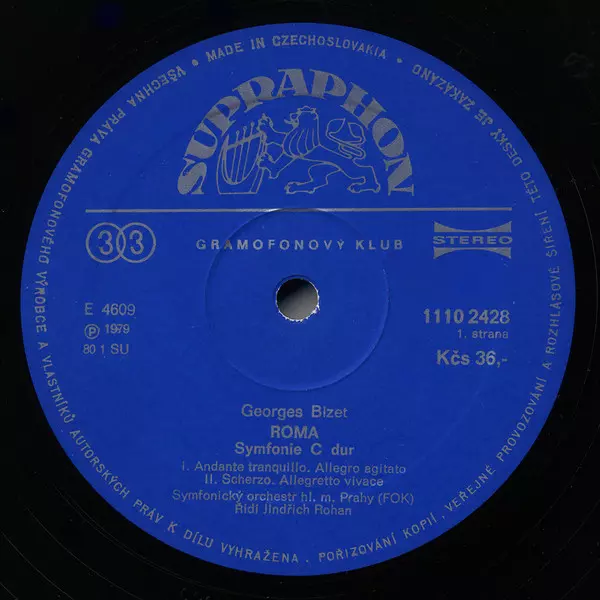 VŠECHNA PRÁVA GRAMOFONOVÉHO VÝROBCE A VLASTNÍKŮ AUTORSKÝCH PRÁV K DÍLU VYHRAŽENA . POŘIZOVÁNÍ KOPIÍ, VEŘEJNÉ PROVOZOVÁNÍ A ROZHLASOVÉ ŠÍŘENÍ TÉTO DESKY JE ZAKÁZÁNO
• MADE IN CZECHOSLOVAKIA •
SUPRAPHON
33
GRAMOFONOVÝ KLUB
STEREO
E 4609
℗ 1979
80 1 SU
1110 2428
1. strana
Kčs 36,-
Georges Bizet
ROMA
Symfonie C dur
I. Andante tranquillo. Allegro agitato
II. Scherzo. Allegretto vivace
Symfonický orchestr hl. m. Prahy (FOK)
Řídí Jindřich Rohan